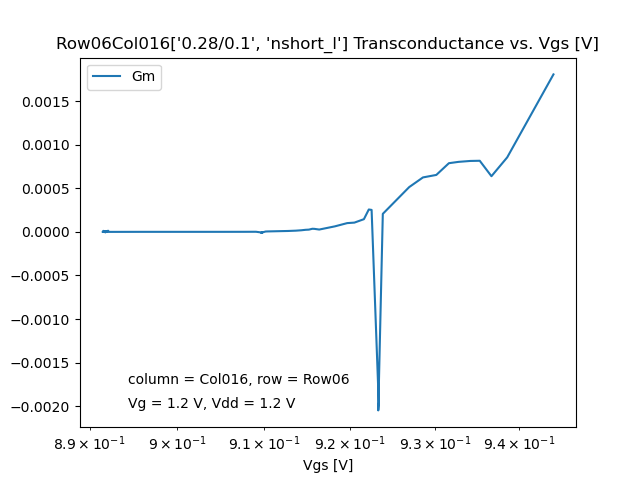 Row06Col016['0.28/0.1', 'nshort_l'] Transconductance vs. Vgs [V]
Gm
0.0015
0.0010
0.0005
0.0000
−0.0005
−0.0010
−0.0015
−0.0020
column = Col016, row = Row06
Vg = 1.2 V, Vdd = 1.2 V
8.9 × 10⁻¹ 9 × 10⁻¹ 9.1 × 10⁻¹ 9.2 × 10⁻¹ 9.3 × 10⁻¹ 9.4 × 10⁻¹
Vgs [V]